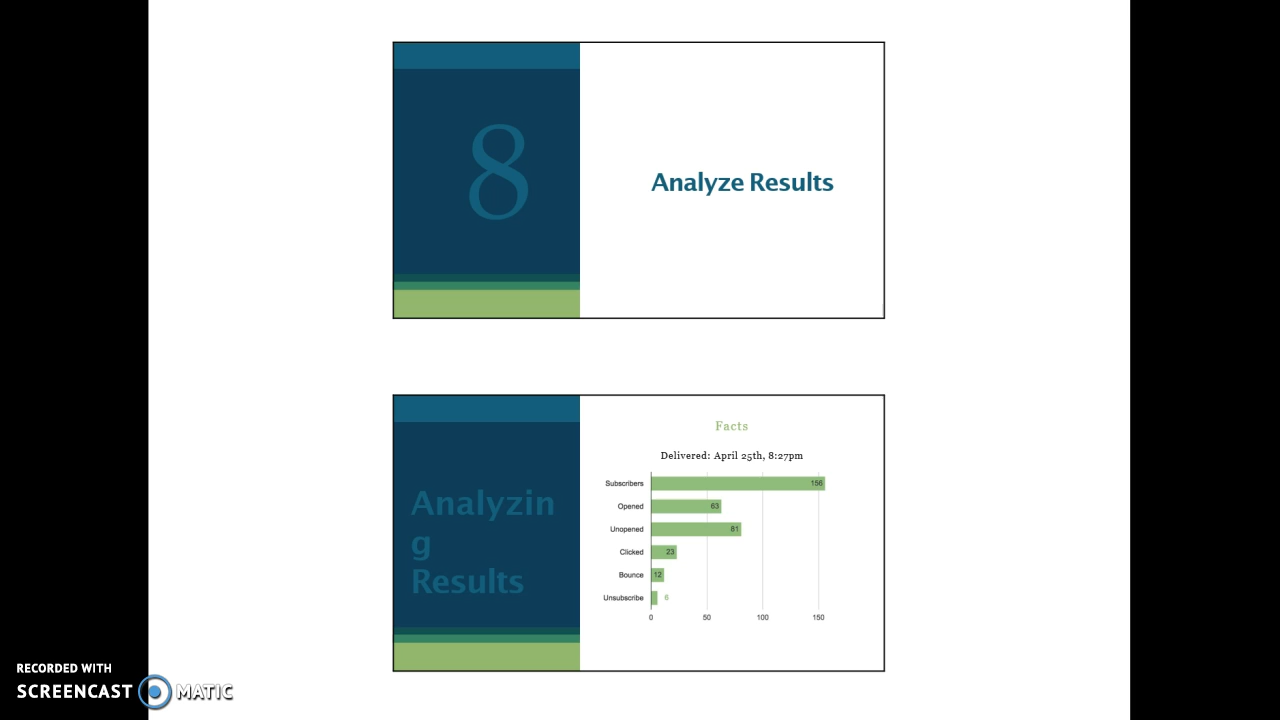 8
Analyze Results
Analyzin
g
Results
Facts
Delivered: April 25th, 8:27pm
Subscribers 156
Opened 63
Unopened 81
Clicked 23
Bounce 12
Unsubscribe 6
0 50 100 150
RECORDED WITH
SCREENCAST MATIC